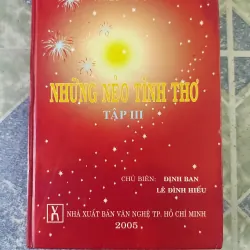 NHỮNG NẺO TÌNH THƠ
TẬP III
CHỦ BIÊN: ĐỊNH BAN
LÊ ĐÌNH HIẾU
NHÀ XUẤT BẢN VĂN NGHỆ TP. HỒ CHÍ MINH
2005